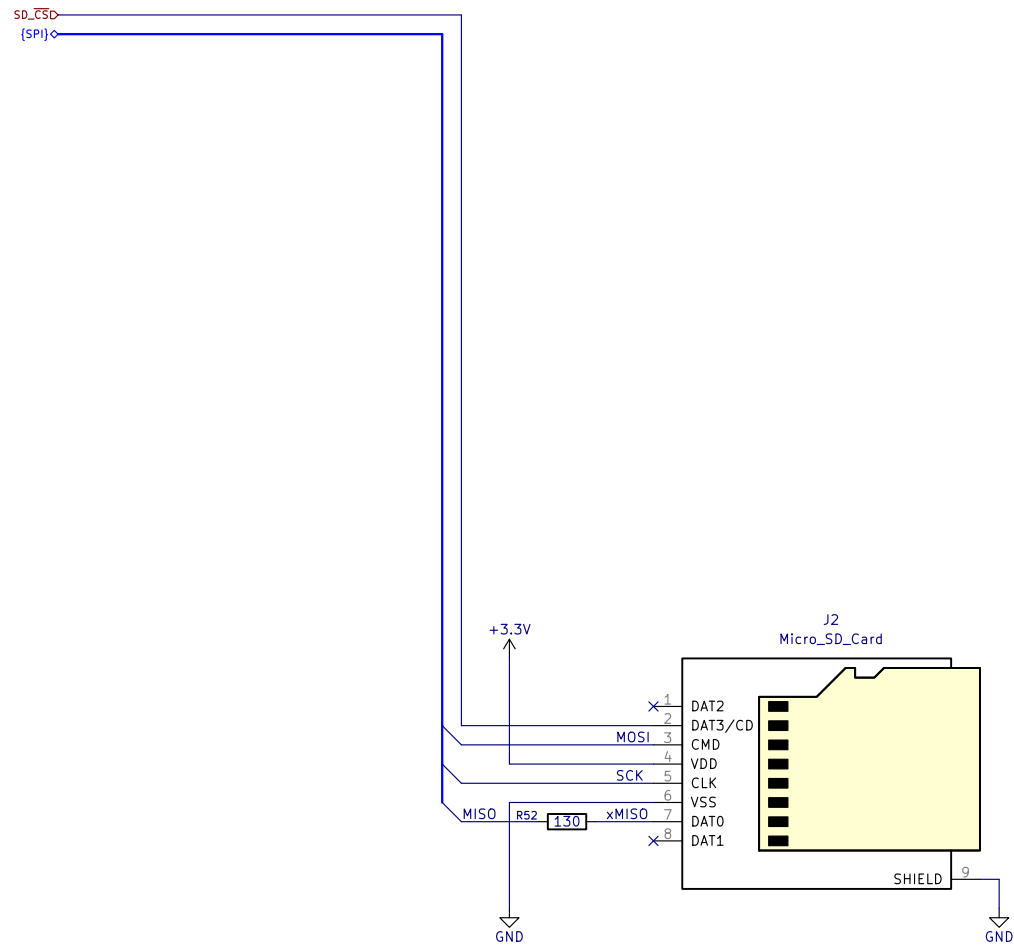 SD_CS
{SPI}
J2
Micro_SD_Card
+3.3V
1 DAT2
2 DAT3/CD
MOSI 3 CMD
4 VDD
SCK 5 CLK
6 VSS
MISO R52 130 xMISO 7 DAT0
8 DAT1
SHIELD 9
GND GND